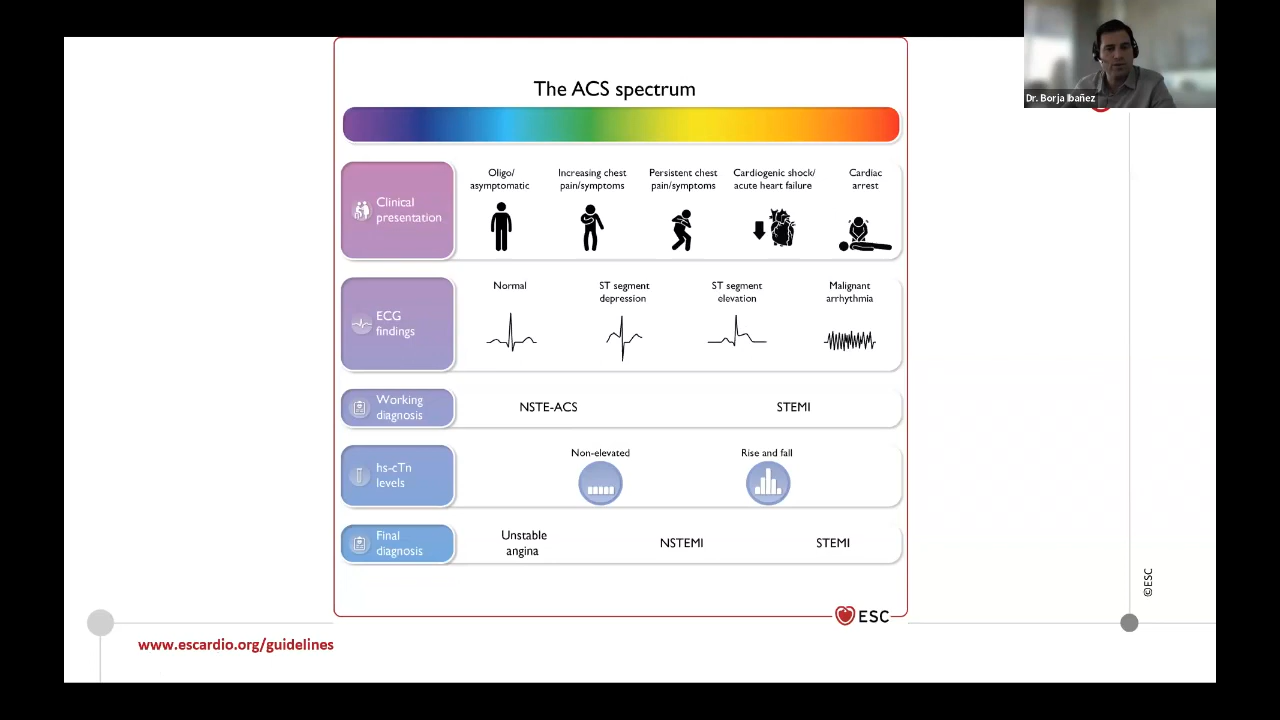 Dr. Borja Ibañez
The ACS spectrum
Clinical
presentation
Oligo/
asymptomatic
Increasing chest
pain/symptoms
Persistent chest
pain/symptoms
Cardiogenic shock/
acute heart failure
Cardiac
arrest
ECG
findings
Normal
ST segment
depression
ST segment
elevation
Malignant
arrhythmia
Working
diagnosis
NSTE-ACS
STEMI
hs-cTn
levels
Non-elevated
Rise and fall
Final
diagnosis
Unstable
angina
NSTEMI
STEMI
©ESC
ESC
www.escardio.org/guidelines